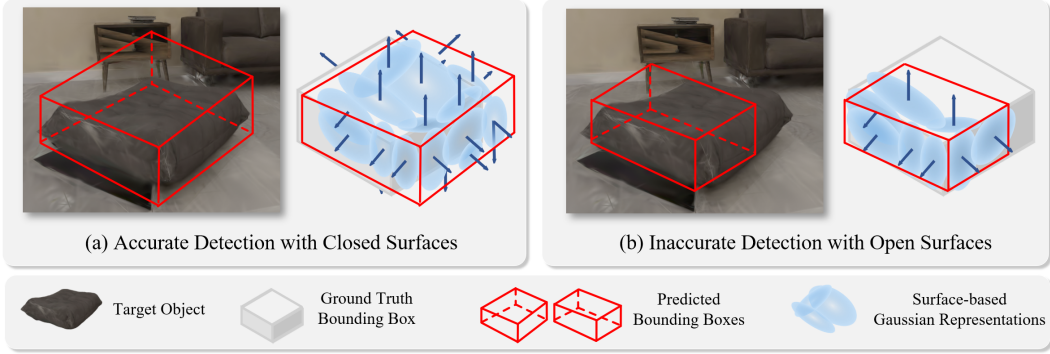 (a) Accurate Detection with Closed Surfaces
(b) Inaccurate Detection with Open Surfaces
Target Object
Ground Truth
Bounding Box
Predicted
Bounding Boxes
Surface-based
Gaussian Representations